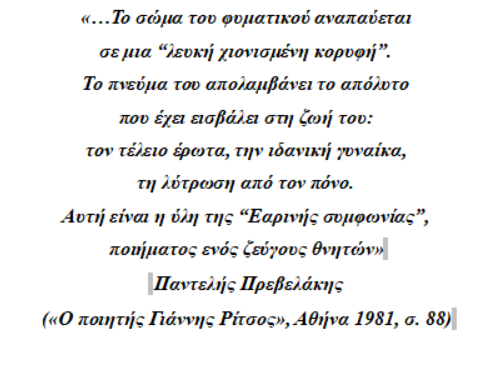 «…Το σώμα του φυματικού αναπαύεται
σε μια “λευκή χιονισμένη κορυφή”.
Το πνεύμα του απολαμβάνει το απόλυτο
που έχει εισβάλει στη ζωή του:
τον τέλειο έρωτα, την ιδανική γυναίκα,
τη λύτρωση από τον πόνο.
Αυτή είναι η ύλη της “Εαρινής συμφωνίας”,
ποιήματος ενός ζεύγους θνητών»
Παντελής Πρεβελάκης
(«Ο ποιητής Γιάννης Ρίτσος», Αθήνα 1981, σ. 88)